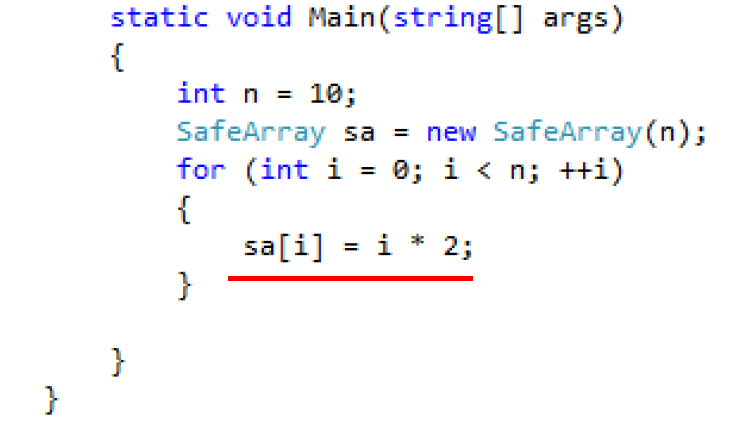 static void Main(string[] args)
{
int n = 10;
SafeArray sa = new SafeArray(n);
for (int i = 0; i < n; ++i)
{
sa[i] = i * 2;
}
}
}